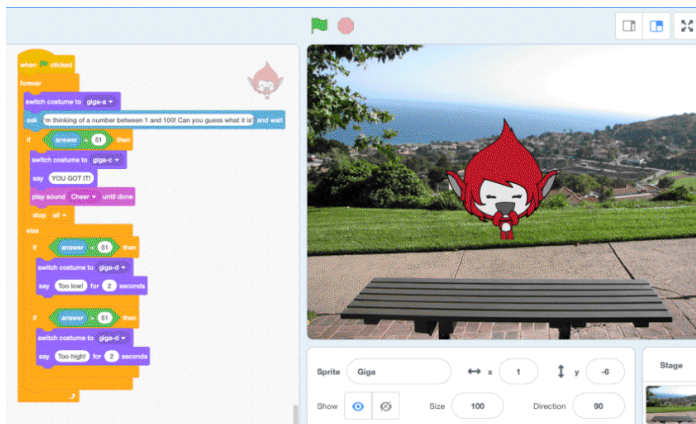 when clicked
forever
switch costume to giga-a
ask 'm thinking of a number between 1 and 100! Can you guess what it is and wait
if answer = 51 then
switch costume to giga-c
say YOU GOT IT!
play sound Cheer until done
stop all
else
if answer < 51 then
switch costume to giga-d
say Too low! for 2 seconds
if answer > 51 then
switch costume to giga-d
say Too high! for 2 seconds
Sprite Giga x 1 y -6
Show Size 100 Direction 90
Stage